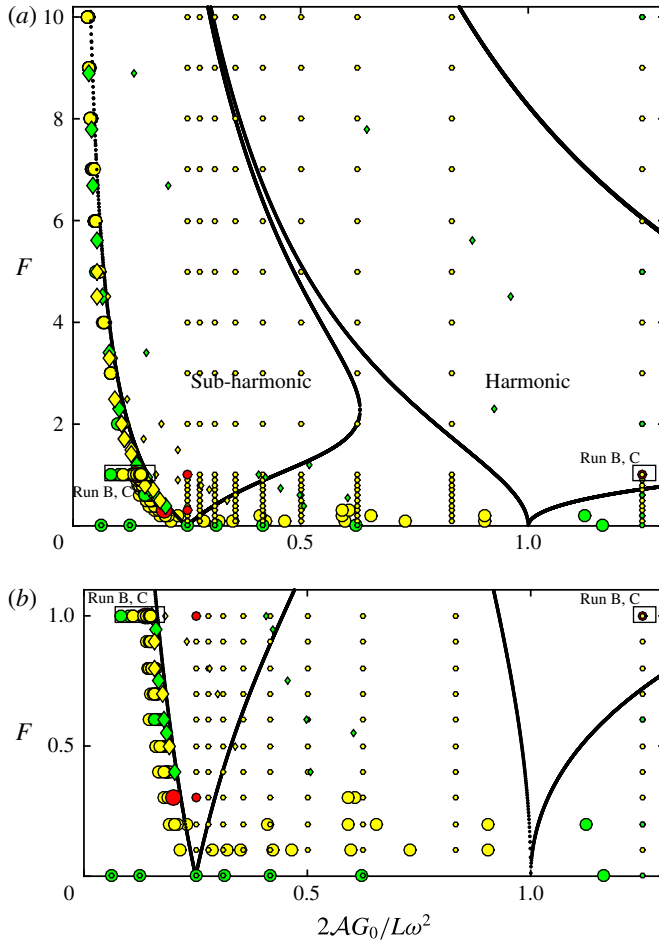 (a)
10
8
6
F
4
Sub-harmonic
Harmonic
2
Run B, C
Run B, C
0
0.5
1.0
(b)
Run B, C
Run B, C
1.0
F
0.5
0
0.5
1.0
2𝒜G₀/Lω²